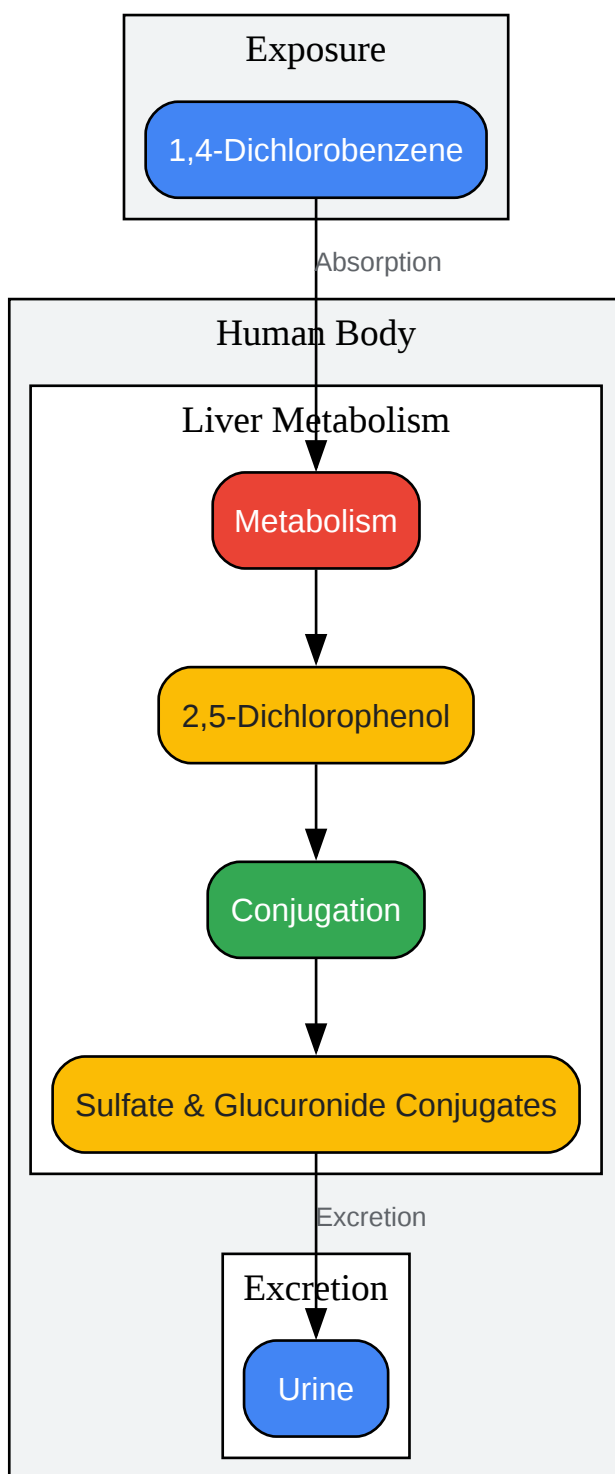 Exposure
1,4-Dichlorobenzene
Absorption
Human Body
Liver Metabolism
Metabolism
2,5-Dichlorophenol
Conjugation
Sulfate & Glucuronide Conjugates
Excretion
Excretion
Urine